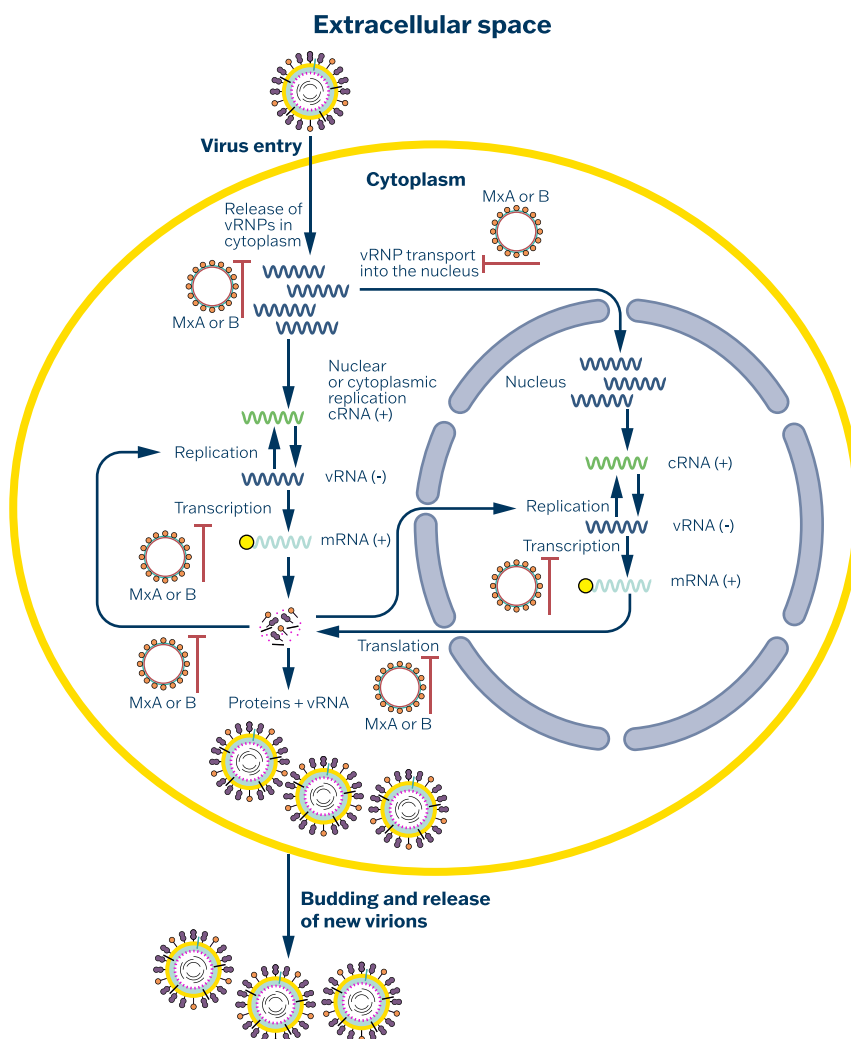 Extracellular space
Virus entry
Cytoplasm
MxA or B
Release of
vRNPs in
cytoplasm
vRNP transport
into the nucleus
MxA or B
Nuclear
or cytoplasmic
replication
cRNA (+)
Nucleus
Replication
vRNA (-)
cRNA (+)
Transcription
mRNA (+)
Replication
vRNA (-)
Transcription
mRNA (+)
MxA or B
Translation
MxA or B
Proteins + vRNA
MxA or B
Budding and release
of new virions